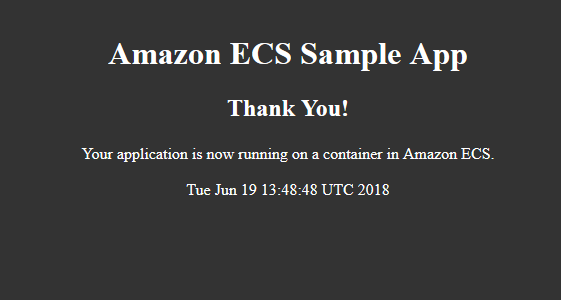 Amazon ECS Sample App
Thank You!
Your application is now running on a container in Amazon ECS.
Tue Jun 19 13:48:48 UTC 2018